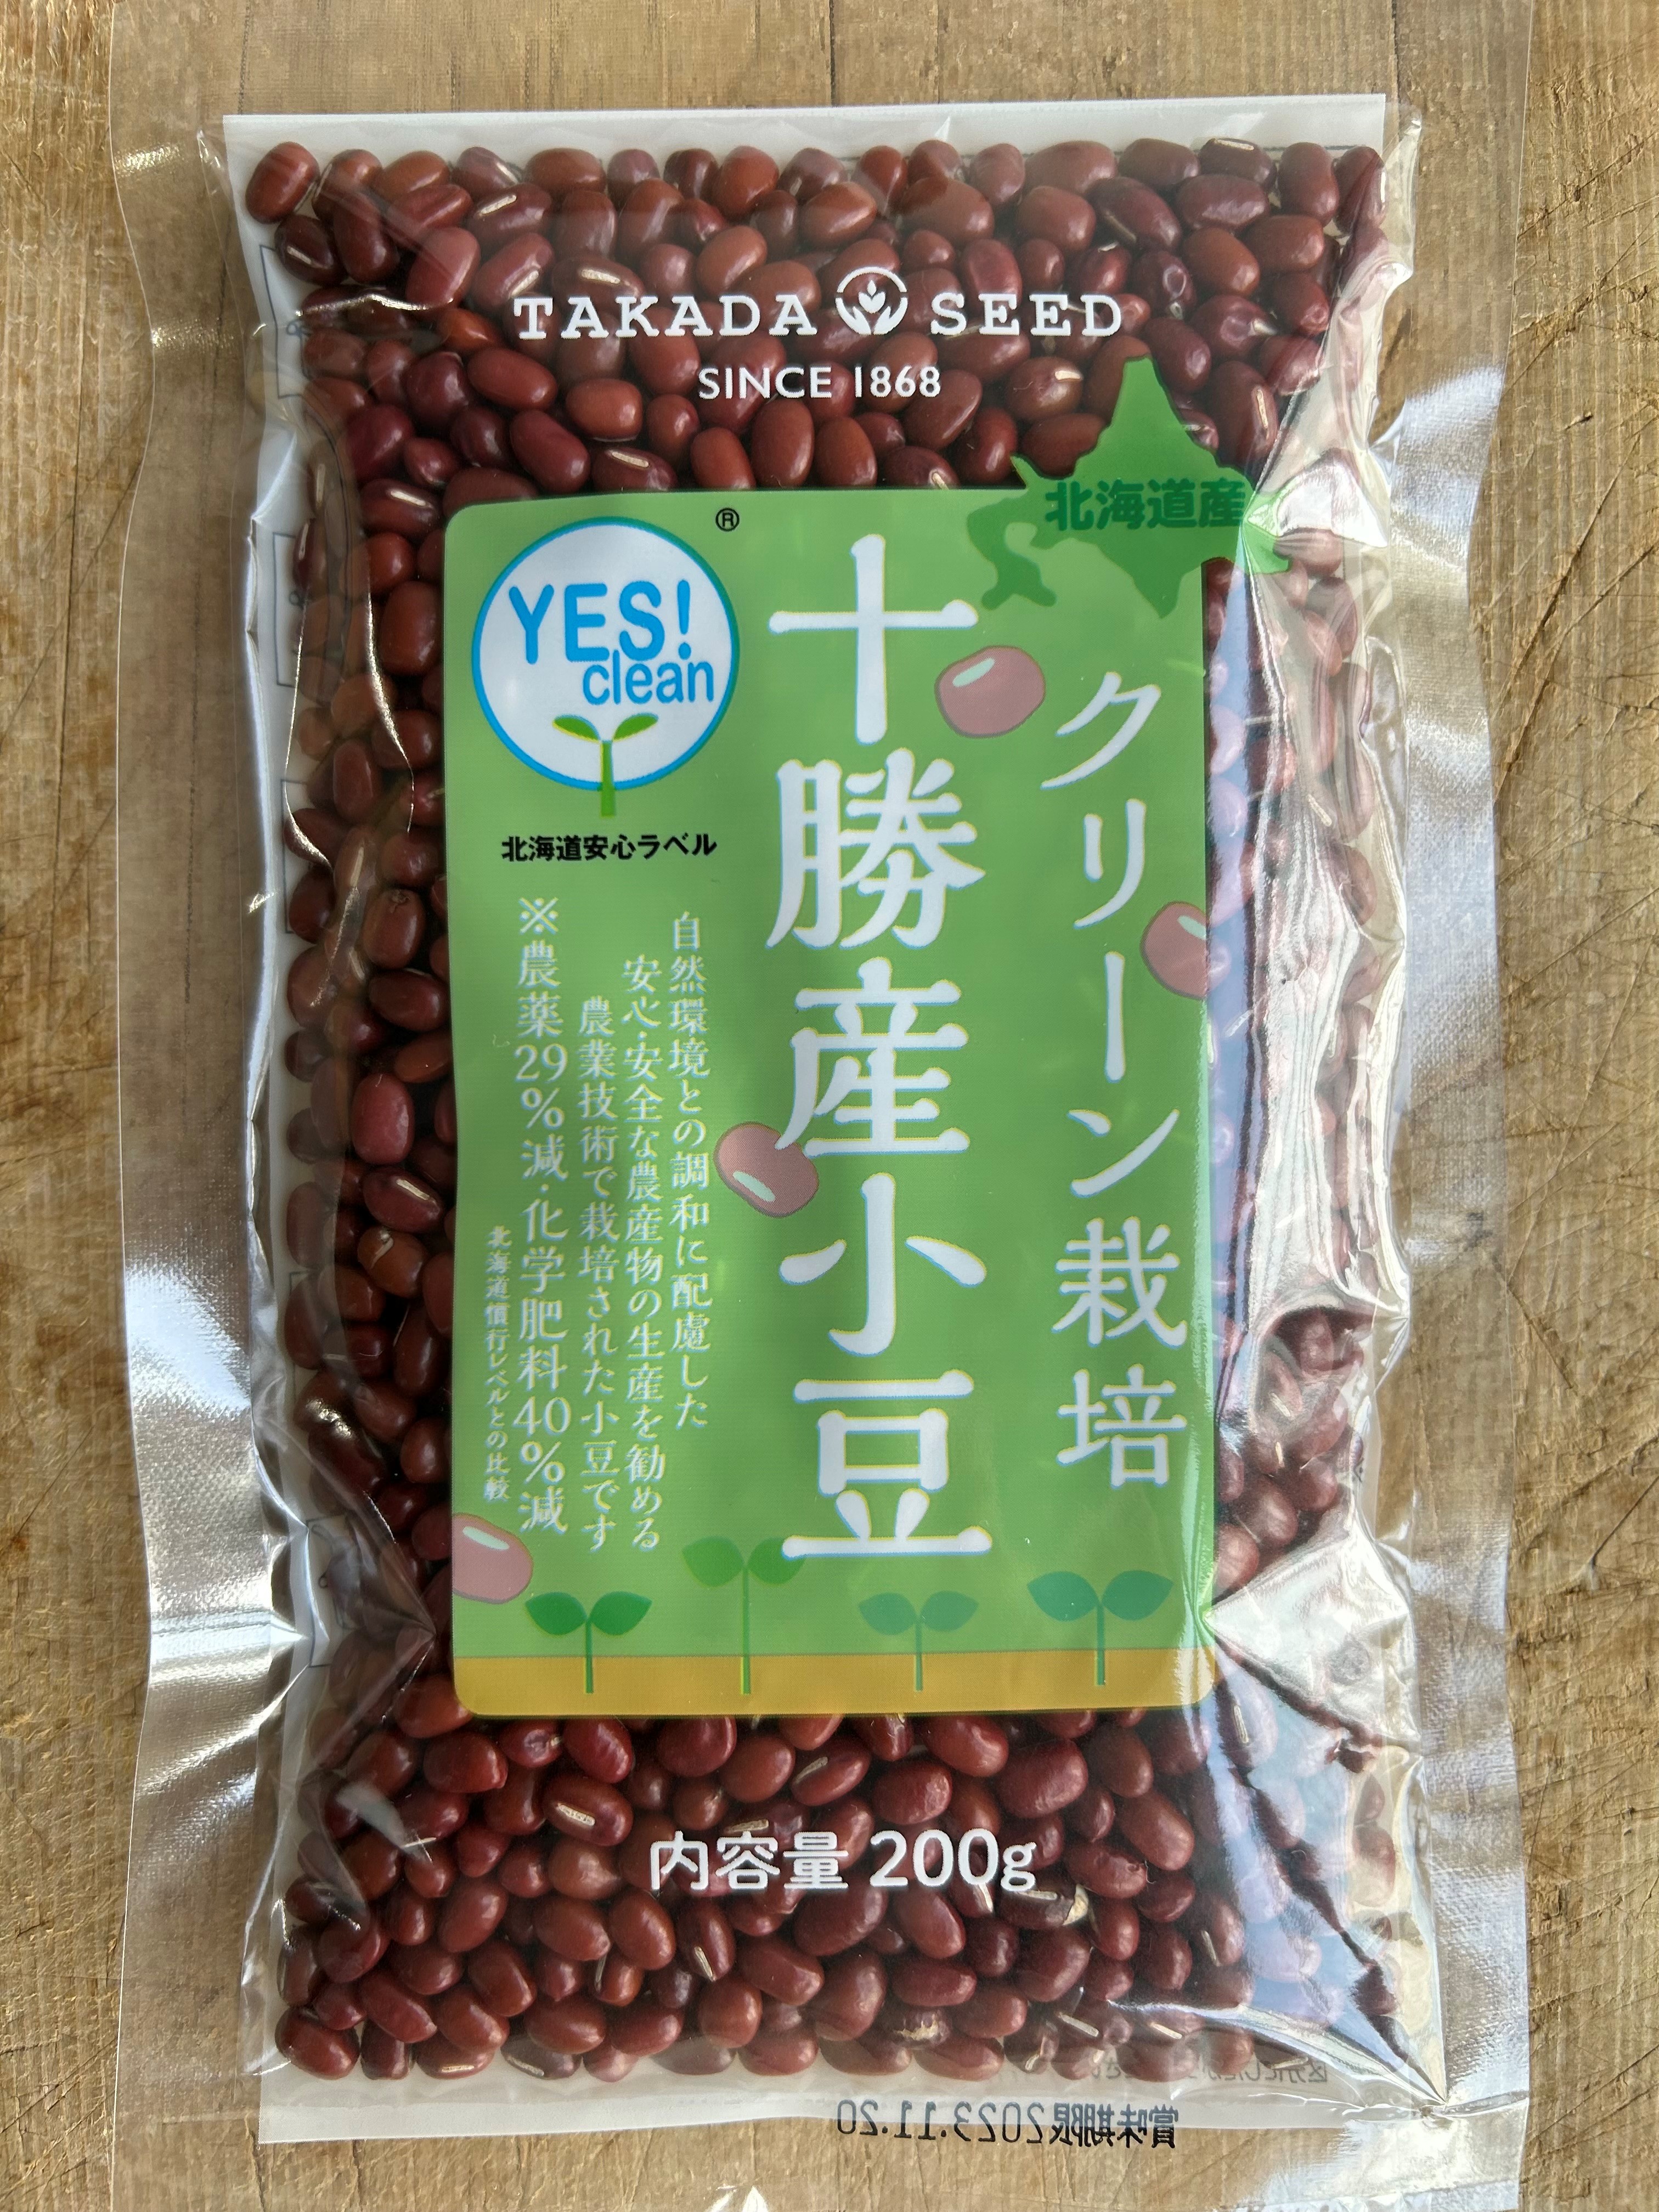 TAKADA SEED
SINCE 1868
北海道産
クリーン栽培
十勝産小豆
YES!
clean
®
北海道安心ラベル
自然環境との調和に配慮した
安心・安全な農産物の生産を勧める
農業技術で栽培された小豆です
※農薬29%減・化学肥料40%減
北海道慣行レベルとの比較
内容量 200g
賞味期限2023.11.20